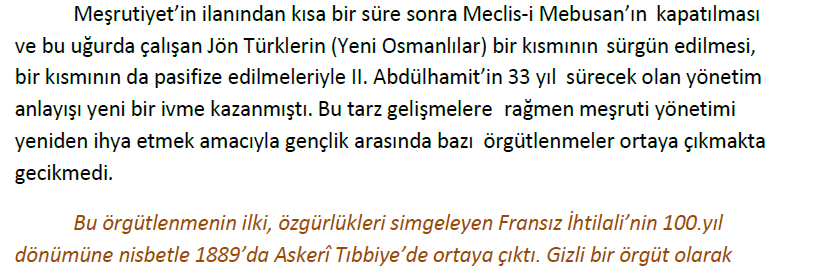 Meşrutiyet’in ilanından kısa bir süre sonra Meclis-i Mebusan’ın kapatılması
ve bu uğurda çalışan Jön Türklerin (Yeni Osmanlılar) bir kısmının sürgün edilmesi,
bir kısmının da pasifize edilmeleriyle II. Abdülhamit’in 33 yıl sürecek olan yönetim
anlayışı yeni bir ivme kazanmıştı. Bu tarz gelişmelere rağmen meşruti yönetimi
yeniden ihya etmek amacıyla gençlik arasında bazı örgütlenmeler ortaya çıkmakta
gecikmedi.
Bu örgütlenmenin ilki, özgürlükleri simgeleyen Fransız İhtilali’nin 100.yıl
dönümüne nisbetle 1889’da Askerî Tıbbiye’de ortaya çıktı. Gizli bir örgüt olarak